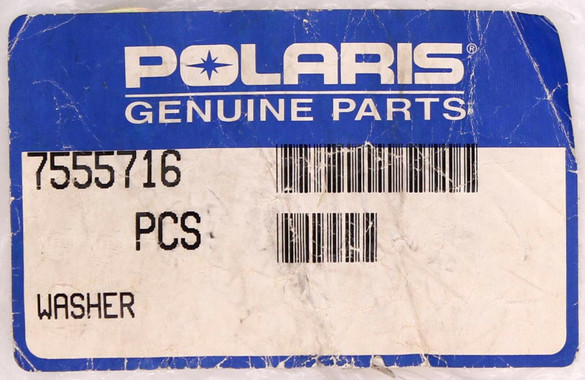 POLARIS®
GENUINE PARTS
7555716
PCS
WASHER